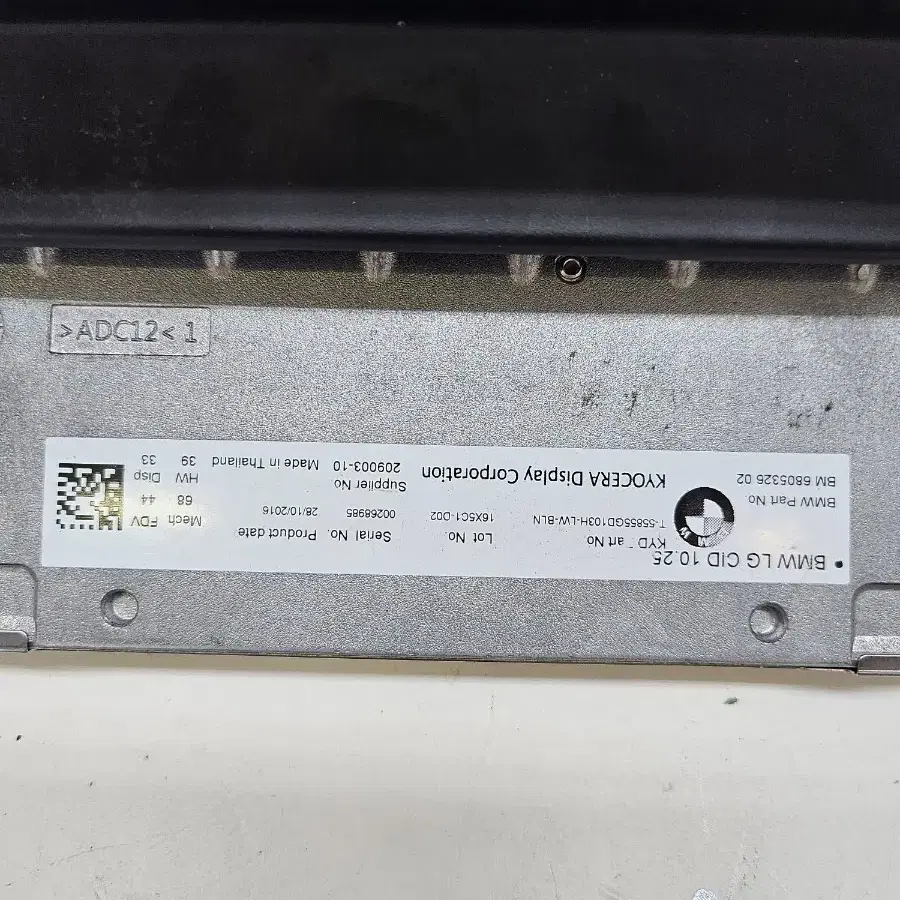 >ADC12< 1
BMW LG CID 10.25
BMW Part No
BM 6805326 02
KYD art No
T-55855GD103H-LW-BLN
KYOCERA Display Corporation
Lot No.
16X5C1-D02
Serial No.
00268985
Supplier No
209003-10
Product date
28/10/2016
Made in Thailand
Mech FDV
68 44
HW Disp
39 33